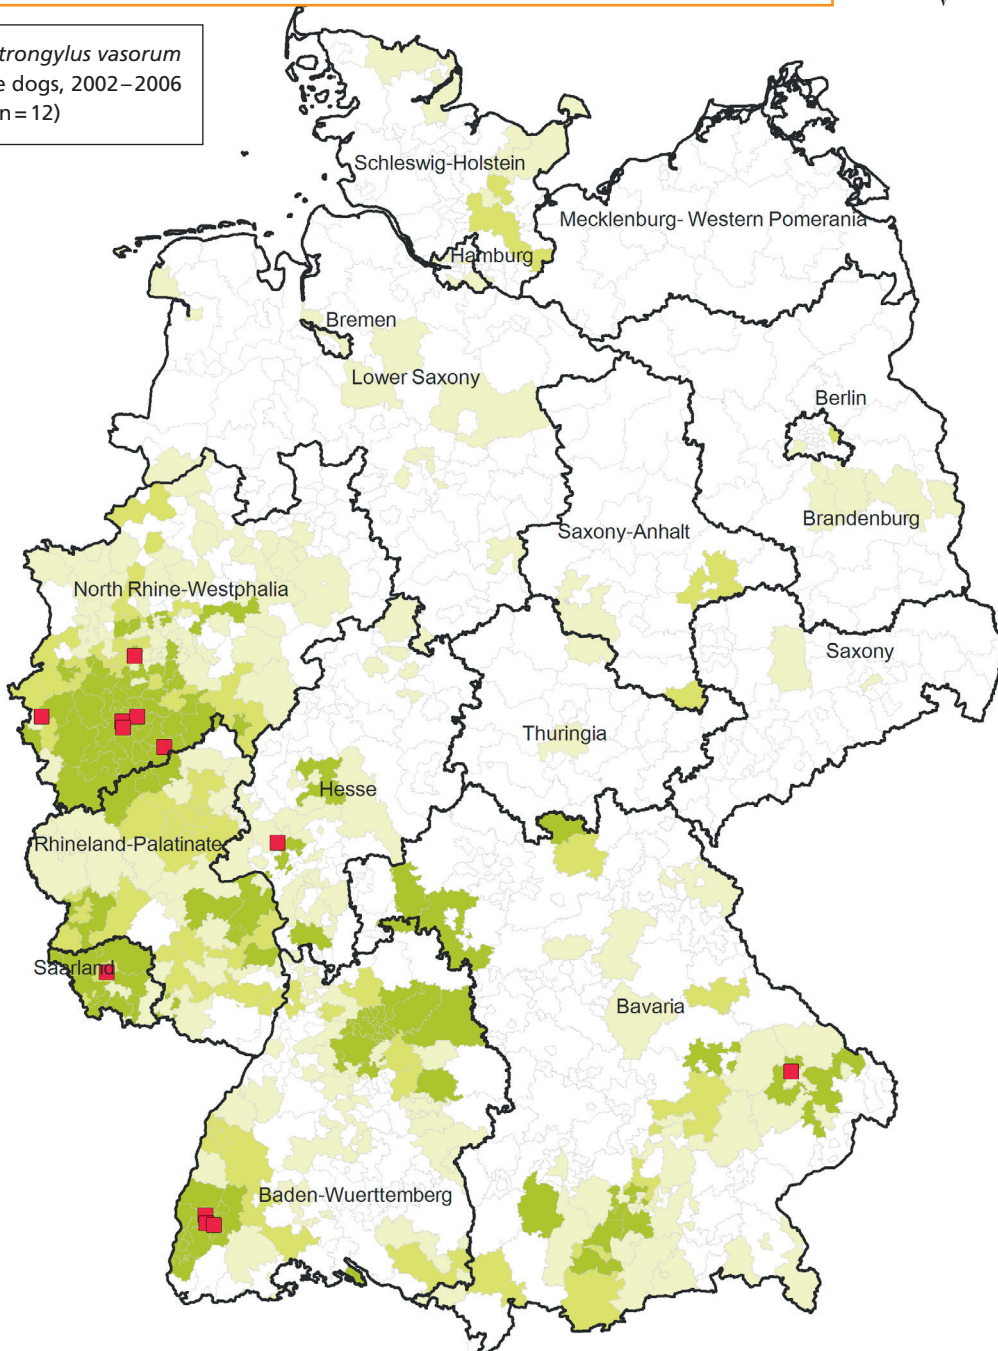 trongylus vasorum
e dogs, 2002–2006
n=12)
Schleswig-Holstein
Mecklenburg- Western Pomerania
Hamburg
Bremen
Lower Saxony
Berlin
Brandenburg
Saxony-Anhalt
North Rhine-Westphalia
Saxony
Thuringia
Hesse
Rhineland-Palatinate
Saarland
Bavaria
Baden-Wuerttemberg